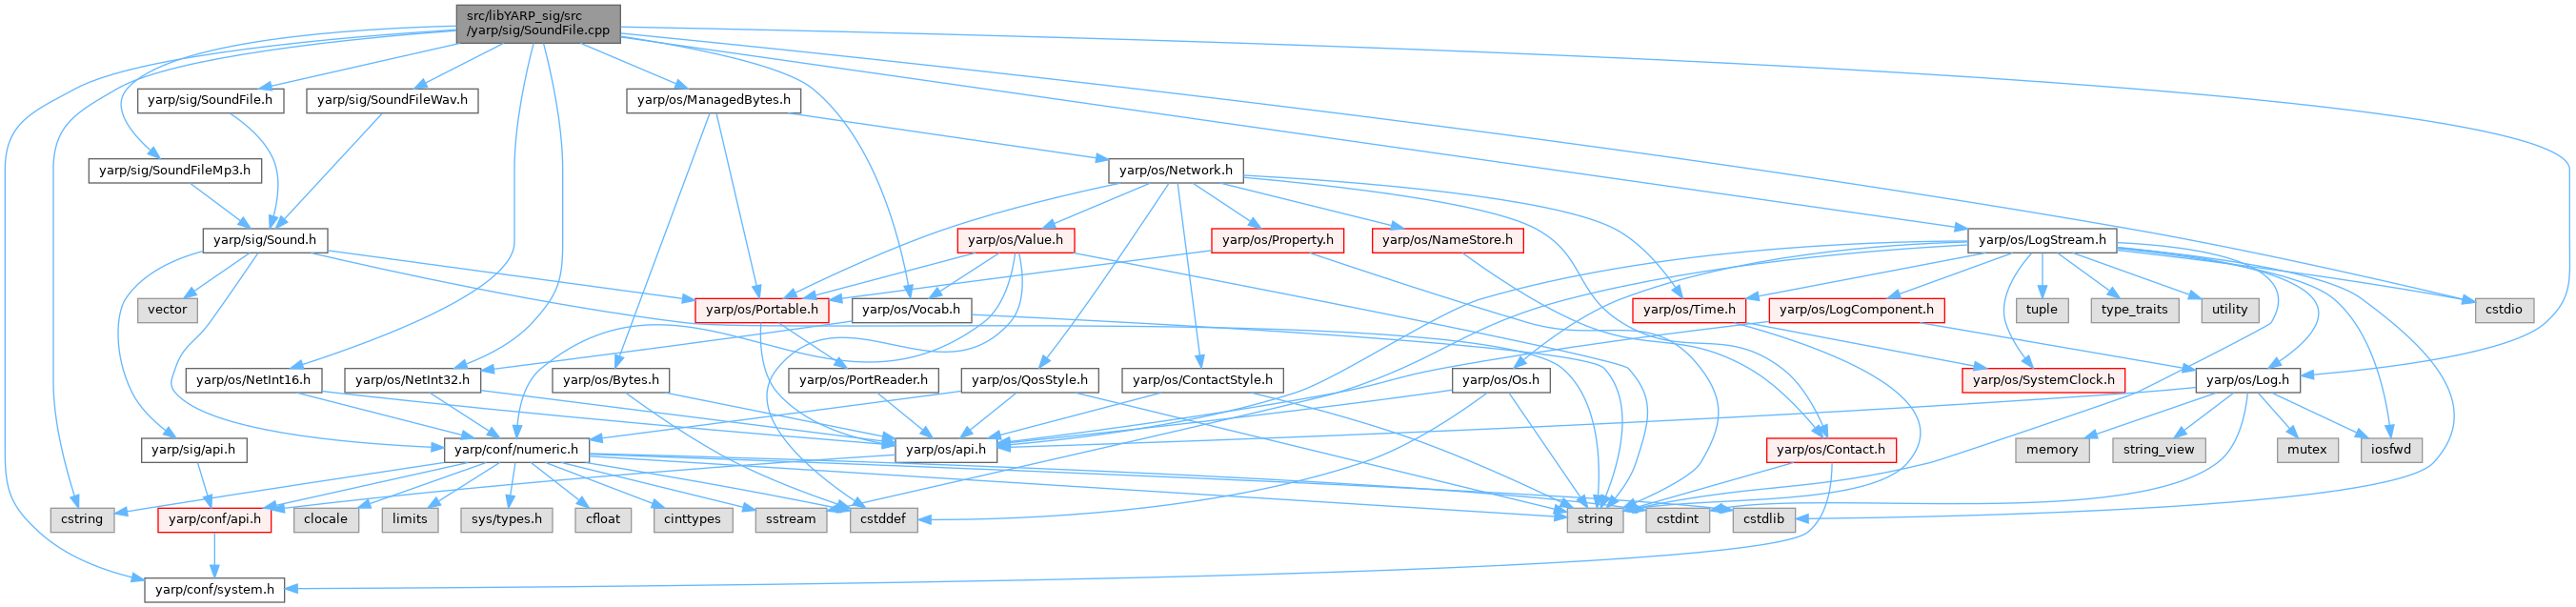 src/libYARP_sig/src
/yarp/sig/SoundFile.cpp
yarp/sig/SoundFile.h
yarp/sig/SoundFileWav.h
yarp/os/ManagedBytes.h
yarp/sig/SoundFileMp3.h
yarp/os/Network.h
yarp/sig/Sound.h
yarp/os/Value.h
yarp/os/Property.h
yarp/os/NameStore.h
yarp/os/LogStream.h
vector
yarp/os/Portable.h
yarp/os/Vocab.h
yarp/os/Time.h
yarp/os/LogComponent.h
tuple
type_traits
utility
cstdio
yarp/os/NetInt16.h
yarp/os/NetInt32.h
yarp/os/Bytes.h
yarp/os/PortReader.h
yarp/os/QosStyle.h
yarp/os/ContactStyle.h
yarp/os/Os.h
yarp/os/SystemClock.h
yarp/os/Log.h
yarp/sig/api.h
yarp/conf/numeric.h
yarp/os/api.h
yarp/os/Contact.h
memory
string_view
mutex
iosfwd
cstring
yarp/conf/api.h
clocale
limits
sys/types.h
cfloat
cinttypes
sstream
cstddef
string
cstdint
cstdlib
yarp/conf/system.h